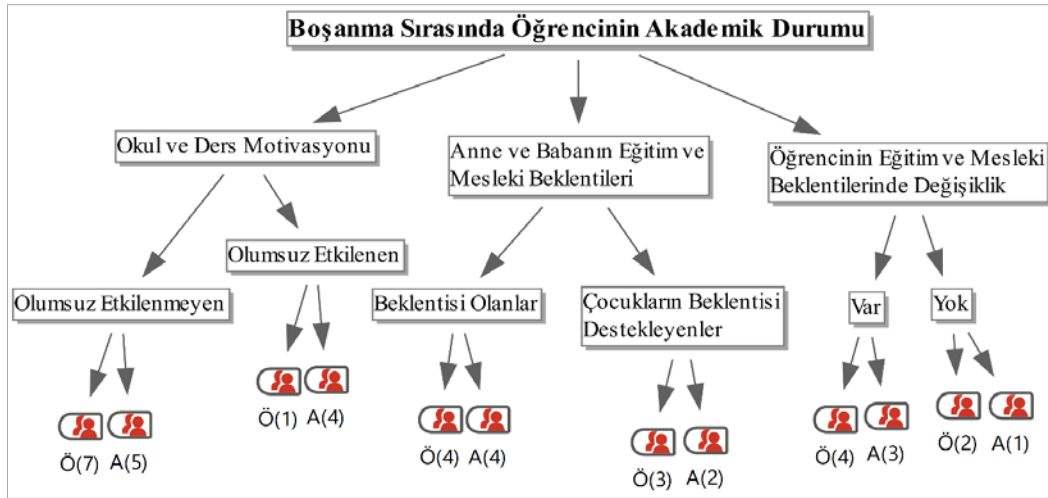 Boşanma Sırasında Öğrencinin Akademik Durumu
Okul ve Ders Motivasyonu
Anne ve Babanın Eğitim ve
Mesleki Beklentileri
Öğrencinin Eğitim ve Mesleki
Beklentilerinde Değişiklik
Olumsuz Etkilenmeyen
Olumsuz Etkilenen
Beklentisi Olanlar
Çocukların Beklentisi
Destekleyenler
Var
Yok
Ö(7) A(5)
Ö(1) A(4)
Ö(4) A(4)
Ö(3) A(2)
Ö(4) A(3)
Ö(2) A(1)